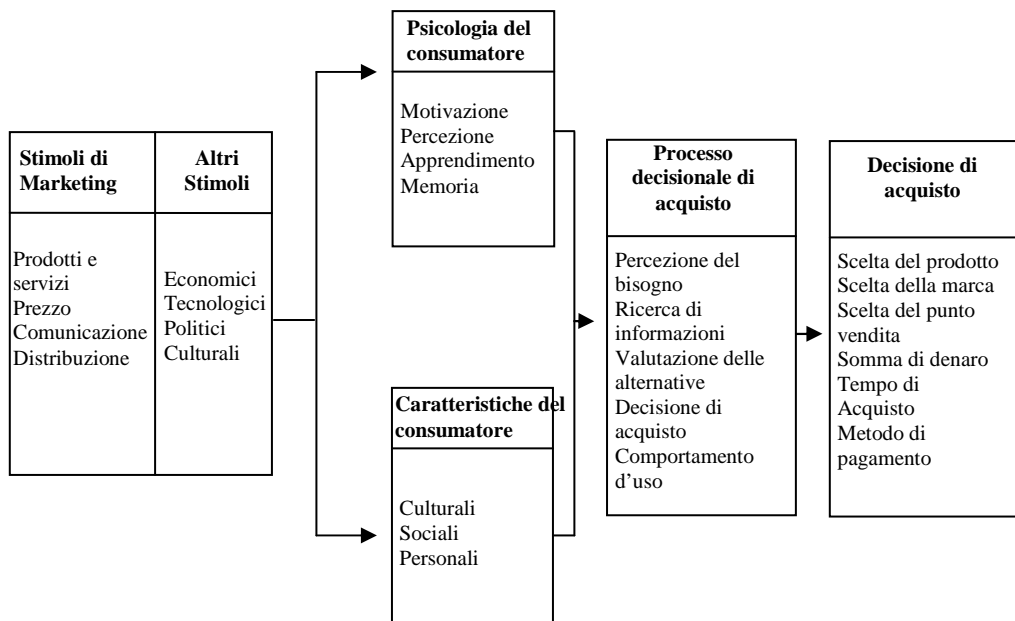 Stimoli di
Marketing
Prodotti e
servizi
Prezzo
Comunicazione
Distribuzione
Altri
Stimoli
Economici
Tecnologici
Politici
Culturali
Psicologia del
consumatore
Motivazione
Percezione
Apprendimento
Memoria
Caratteristiche del
consumatore
Culturali
Sociali
Personali
Processo
decisionale di
acquisto
Percezione del
bisogno
Ricerca di
informazioni
Valutazione delle
alternative
Decisione di
acquisto
Comportamento
d'uso
Decisione di
acquisto
Scelta del prodotto
Scelta della marca
Scelta del punto
vendita
Somma di denaro
Tempo di
Acquisto
Metodo di
pagamento